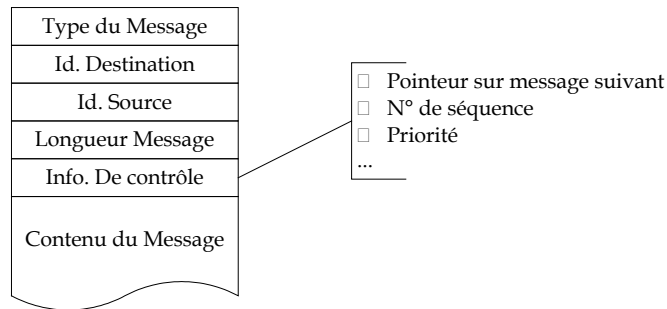 Type du Message
Id. Destination
Id. Source
Longueur Message
Info. De contrôle
Contenu du Message
Pointeur sur message suivant
N° de séquence
Priorité
...